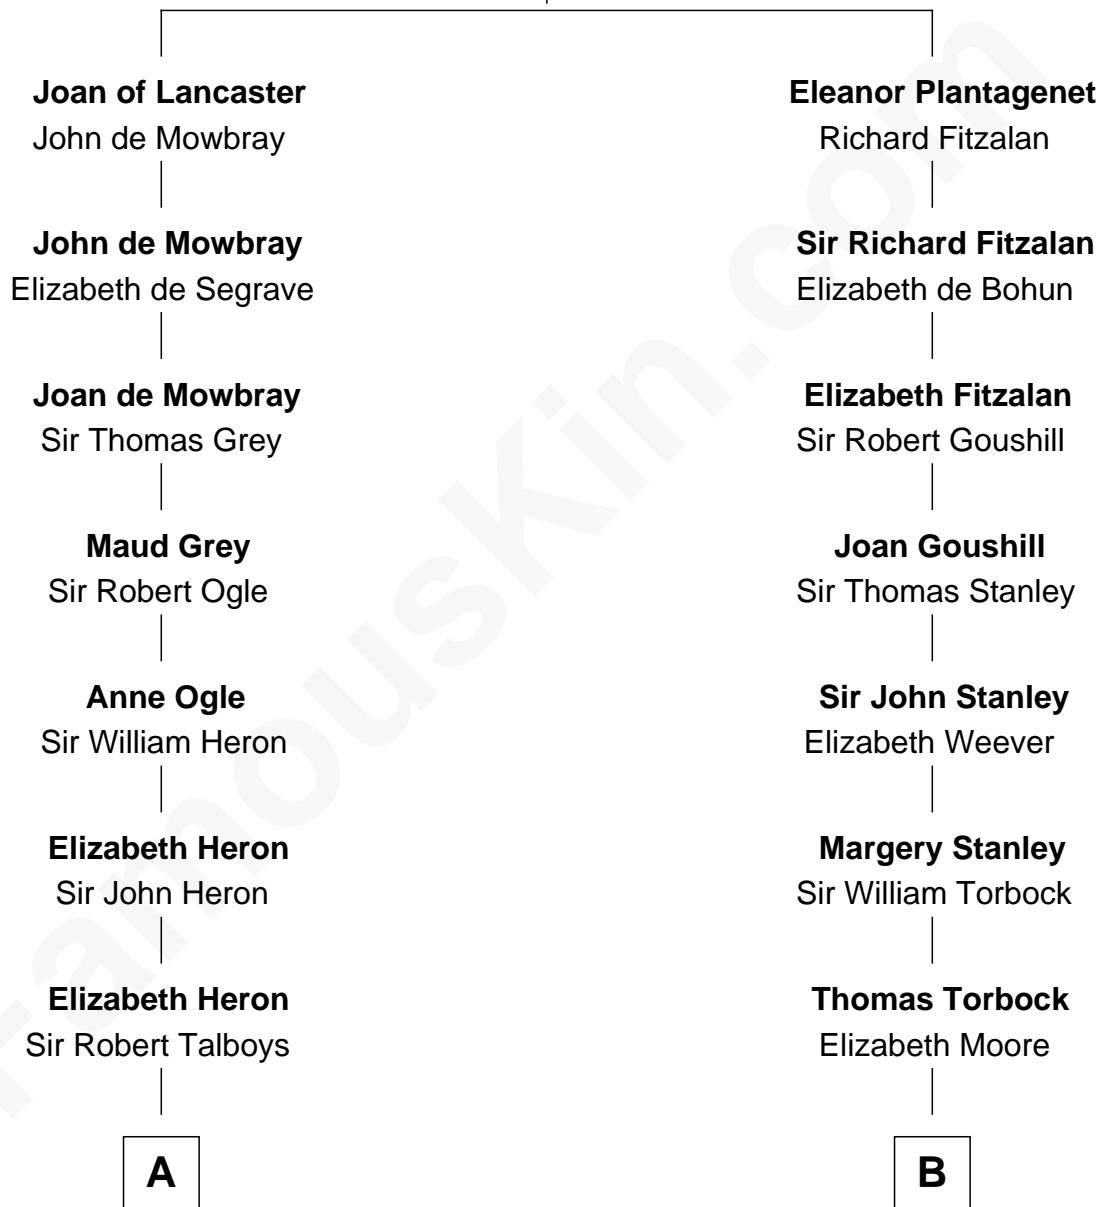 Joan of Lancaster
John de Mowbray
John de Mowbray
Elizabeth de Segrave
Joan de Mowbray
Sir Thomas Grey
Maud Grey
Sir Robert Ogle
Anne Ogle
Sir William Heron
Elizabeth Heron
Sir John Heron
Elizabeth Heron
Sir Robert Talboys
A
Eleanor Plantagenet
Richard Fitzalan
Sir Richard Fitzalan
Elizabeth de Bohun
Elizabeth Fitzalan
Sir Robert Goushill
Joan Goushill
Sir Thomas Stanley
Sir John Stanley
Elizabeth Weever
Margery Stanley
Sir William Torbock
Thomas Torbock
Elizabeth Moore
B
FamousKin.com